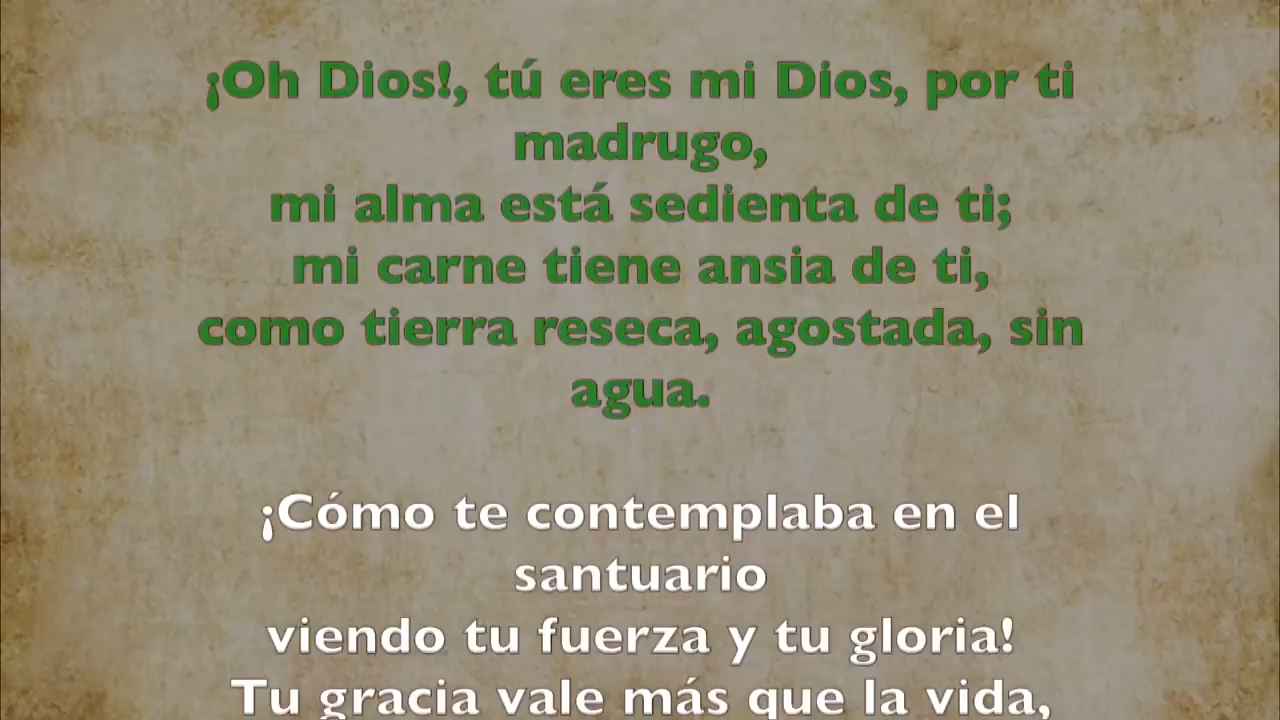 ¡Oh Dios!, tú eres mi Dios, por ti
madrugo,
mi alma está sedienta de ti;
mi carne tiene ansia de ti,
como tierra reseca, agostada, sin
agua.
¡Cómo te contemplaba en el
santuario
viendo tu fuerza y tu gloria!
Tu gracia vale más que la vida,